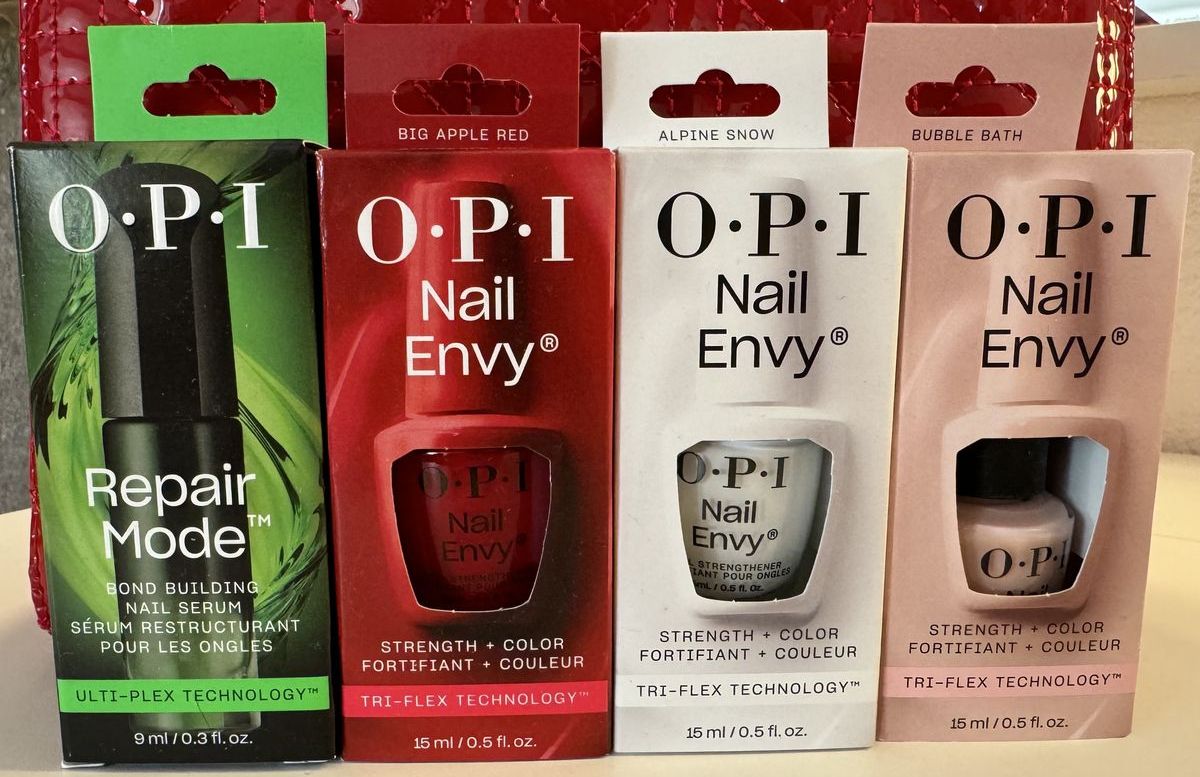 O·P·I
Repair
Mode™
BOND BUILDING
NAIL SERUM
SÉRUM RESTRUCTURANT
POUR LES ONGLES
ULTI-PLEX TECHNOLOGY™
9 ml / 0.3 fl. oz.
BIG APPLE RED
O·P·I
Nail
Envy®
O·P·I
Nail
Envy®
STRENGTH + COLOR
FORTIFIANT + COULEUR
TRI-FLEX TECHNOLOGY™
15 ml / 0.5 fl. oz.
ALPINE SNOW
O·P·I
Nail
Envy®
O·P·I
Nail
Envy®
STRENGTHENER
POUR ONGLES
/ 0.5 fl. oz.
STRENGTH + COLOR
FORTIFIANT + COULEUR
TRI-FLEX TECHNOLOGY™
15 ml / 0.5 fl. oz.
BUBBLE BATH
O·P·I
Nail
Envy®
O·P·I
STRENGTH + COLOR
FORTIFIANT + COULEUR
TRI-FLEX TECHNOLOGY™
15 ml / 0.5 fl. oz.